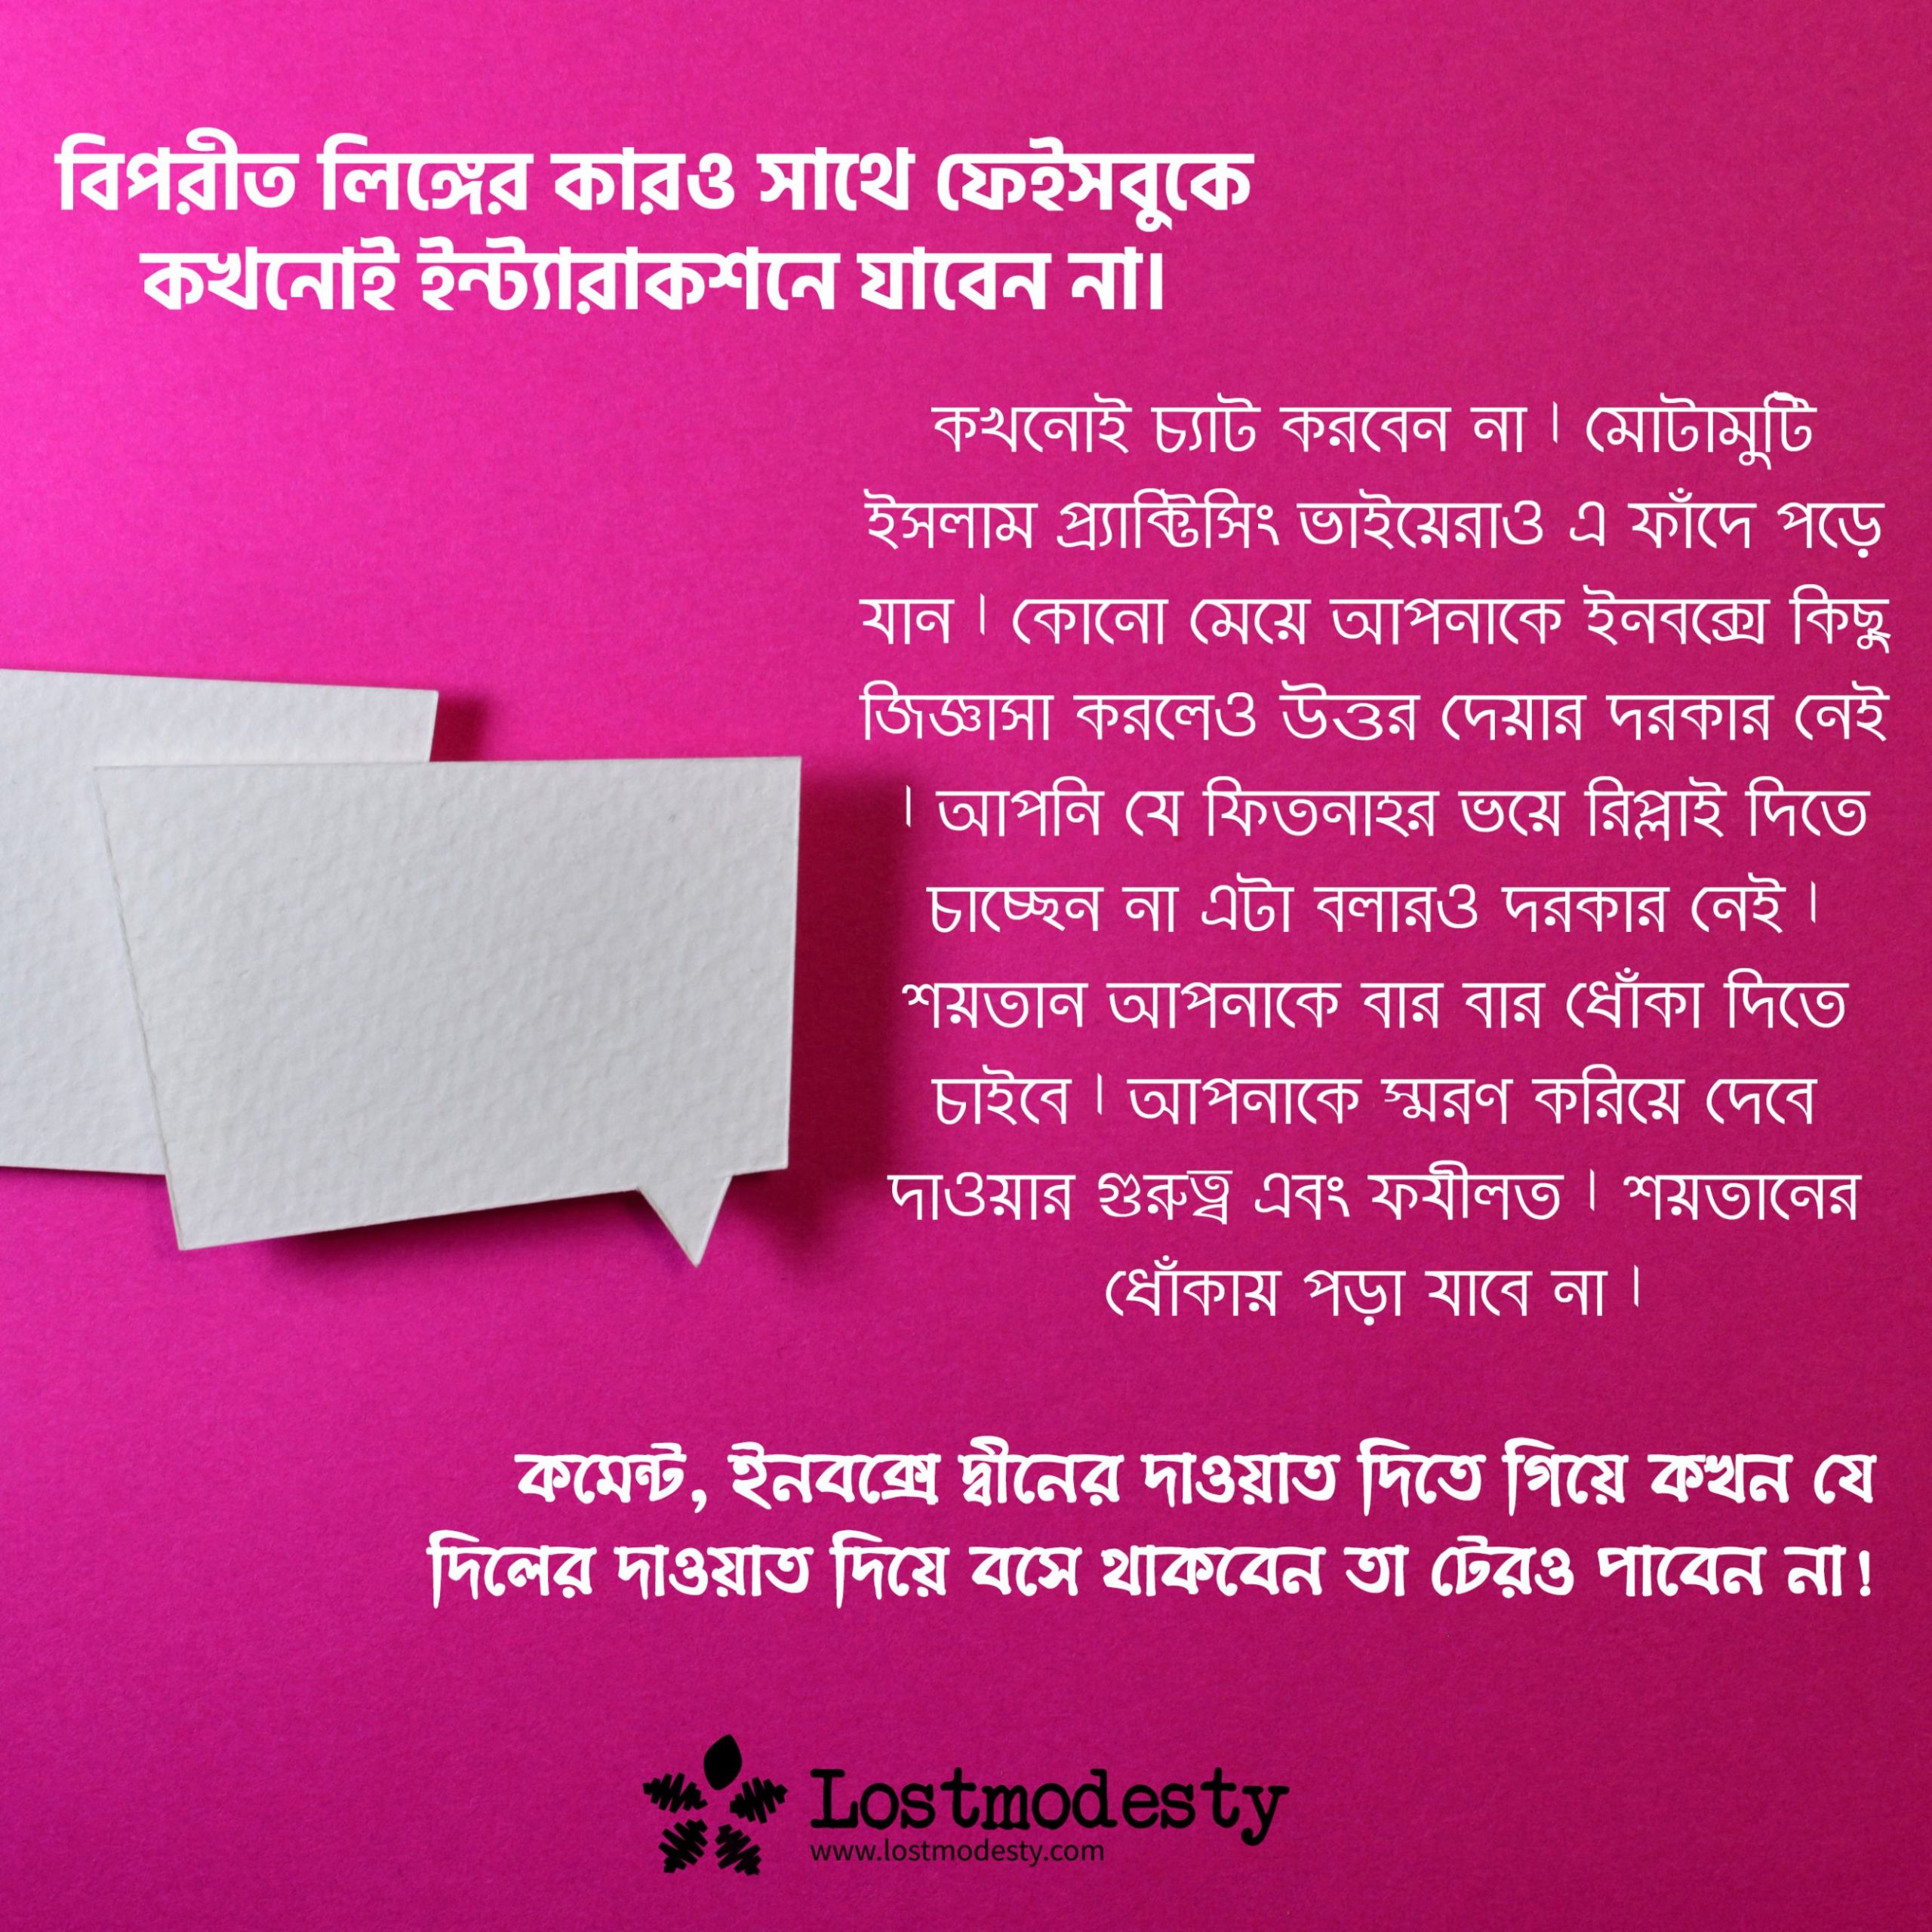 বিপরীত লিঙ্গের কারও সাথে ফেইসবুকে
কখনোই ইন্ট্যারাকশনে যাবেন না।
কখনোই চ্যাট করবেন না। মোটামুটি
ইসলাম প্র্যাক্টিসিং ভাইয়েরাও এ ফাঁদে পড়ে
যান। কোনো মেয়ে আপনাকে ইনবক্সে কিছু
জিজ্ঞাসা করলেও উত্তর দেয়ার দরকার নেই
। আপনি যে ফিতনাহর ভয়ে রিপ্লাই দিতে
চাচ্ছেন না এটা বলারও দরকার নেই।
শয়তান আপনাকে বার বার ধোঁকা দিতে
চাইবে। আপনাকে স্মরণ করিয়ে দেবে
দাওয়ার গুরুত্ব এবং ফযীলত। শয়তানের
ধোঁকায় পড়া যাবে না।
কমেন্ট, ইনবক্সে দ্বীনের দাওয়াত দিতে গিয়ে কখন যে
দিলের দাওয়াত দিয়ে বসে থাকবেন তা টেরও পাবেন না!
Lostmodesty
www.lostmodesty.com